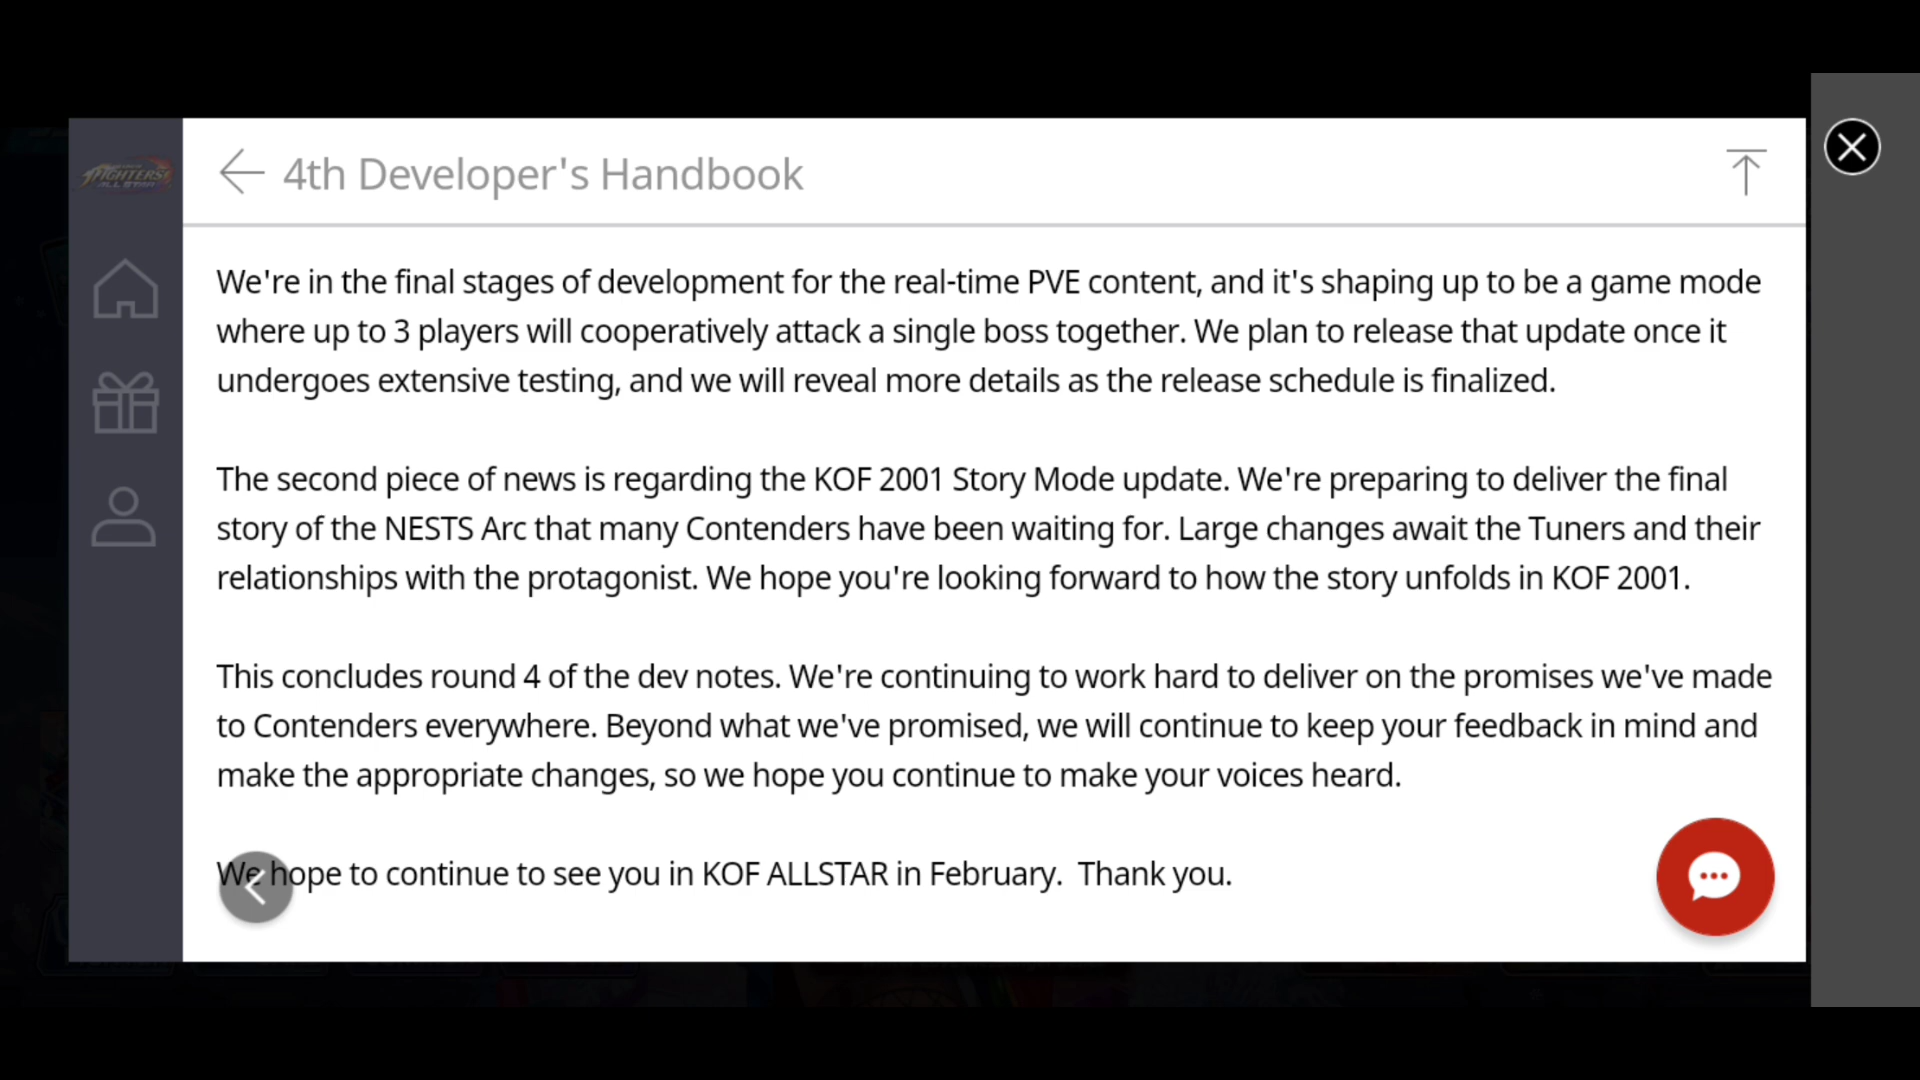 FIGHTERS
ALL STAR
4th Developer's Handbook
We're in the final stages of development for the real-time PVE content, and it's shaping up to be a game mode
where up to 3 players will cooperatively attack a single boss together. We plan to release that update once it
undergoes extensive testing, and we will reveal more details as the release schedule is finalized.
The second piece of news is regarding the KOF 2001 Story Mode update. We're preparing to deliver the final
story of the NESTS Arc that many Contenders have been waiting for. Large changes await the Tuners and their
relationships with the protagonist. We hope you're looking forward to how the story unfolds in KOF 2001.
This concludes round 4 of the dev notes. We're continuing to work hard to deliver on the promises we've made
to Contenders everywhere. Beyond what we've promised, we will continue to keep your feedback in mind and
make the appropriate changes, so we hope you continue to make your voices heard.
We hope to continue to see you in KOF ALLSTAR in February.  Thank you.